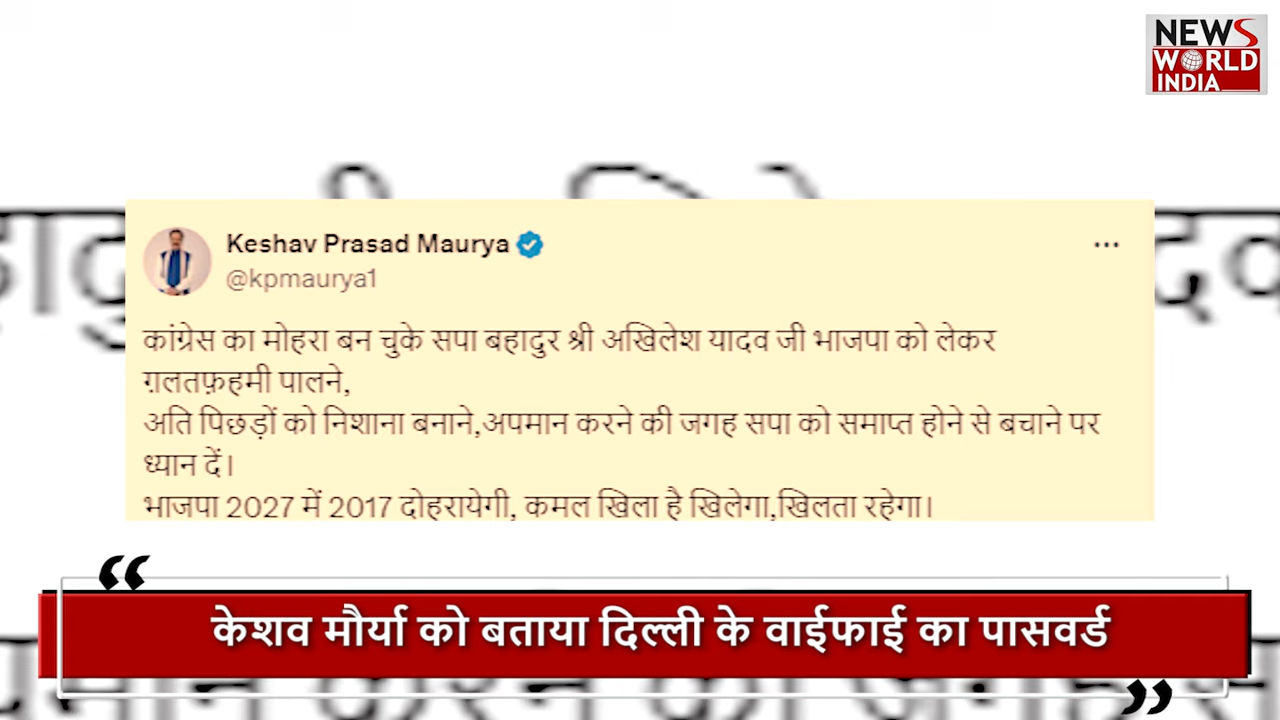 NEWS
WORLD
INDIA
Keshav Prasad Maurya
@kpmaurya1
कांग्रेस का मोहरा बन चुके सपा बहादुर श्री अखिलेश यादव जी भाजपा को लेकर
ग़लतफ़हमी पालने,
अति पिछड़ों को निशाना बनाने,अपमान करने की जगह सपा को समाप्त होने से बचाने पर
ध्यान दें।
भाजपा 2027 में 2017 दोहरायेगी, कमल खिला है खिलेगा,खिलता रहेगा।
“
केशव मौर्या को बताया दिल्ली के वाईफाई का पासवर्ड
”